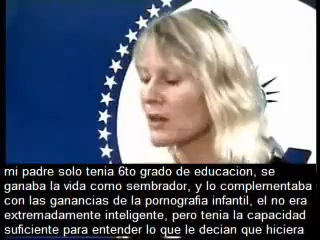 mi padre solo tenia 6to grado de educacion, se
ganaba la vida como sembrador, y lo complementaba
con las ganancias de la pornografia infantil, el no era
extremadamente inteligente, pero tenia la capacidad
suficiente para entender lo que le decian que hiciera